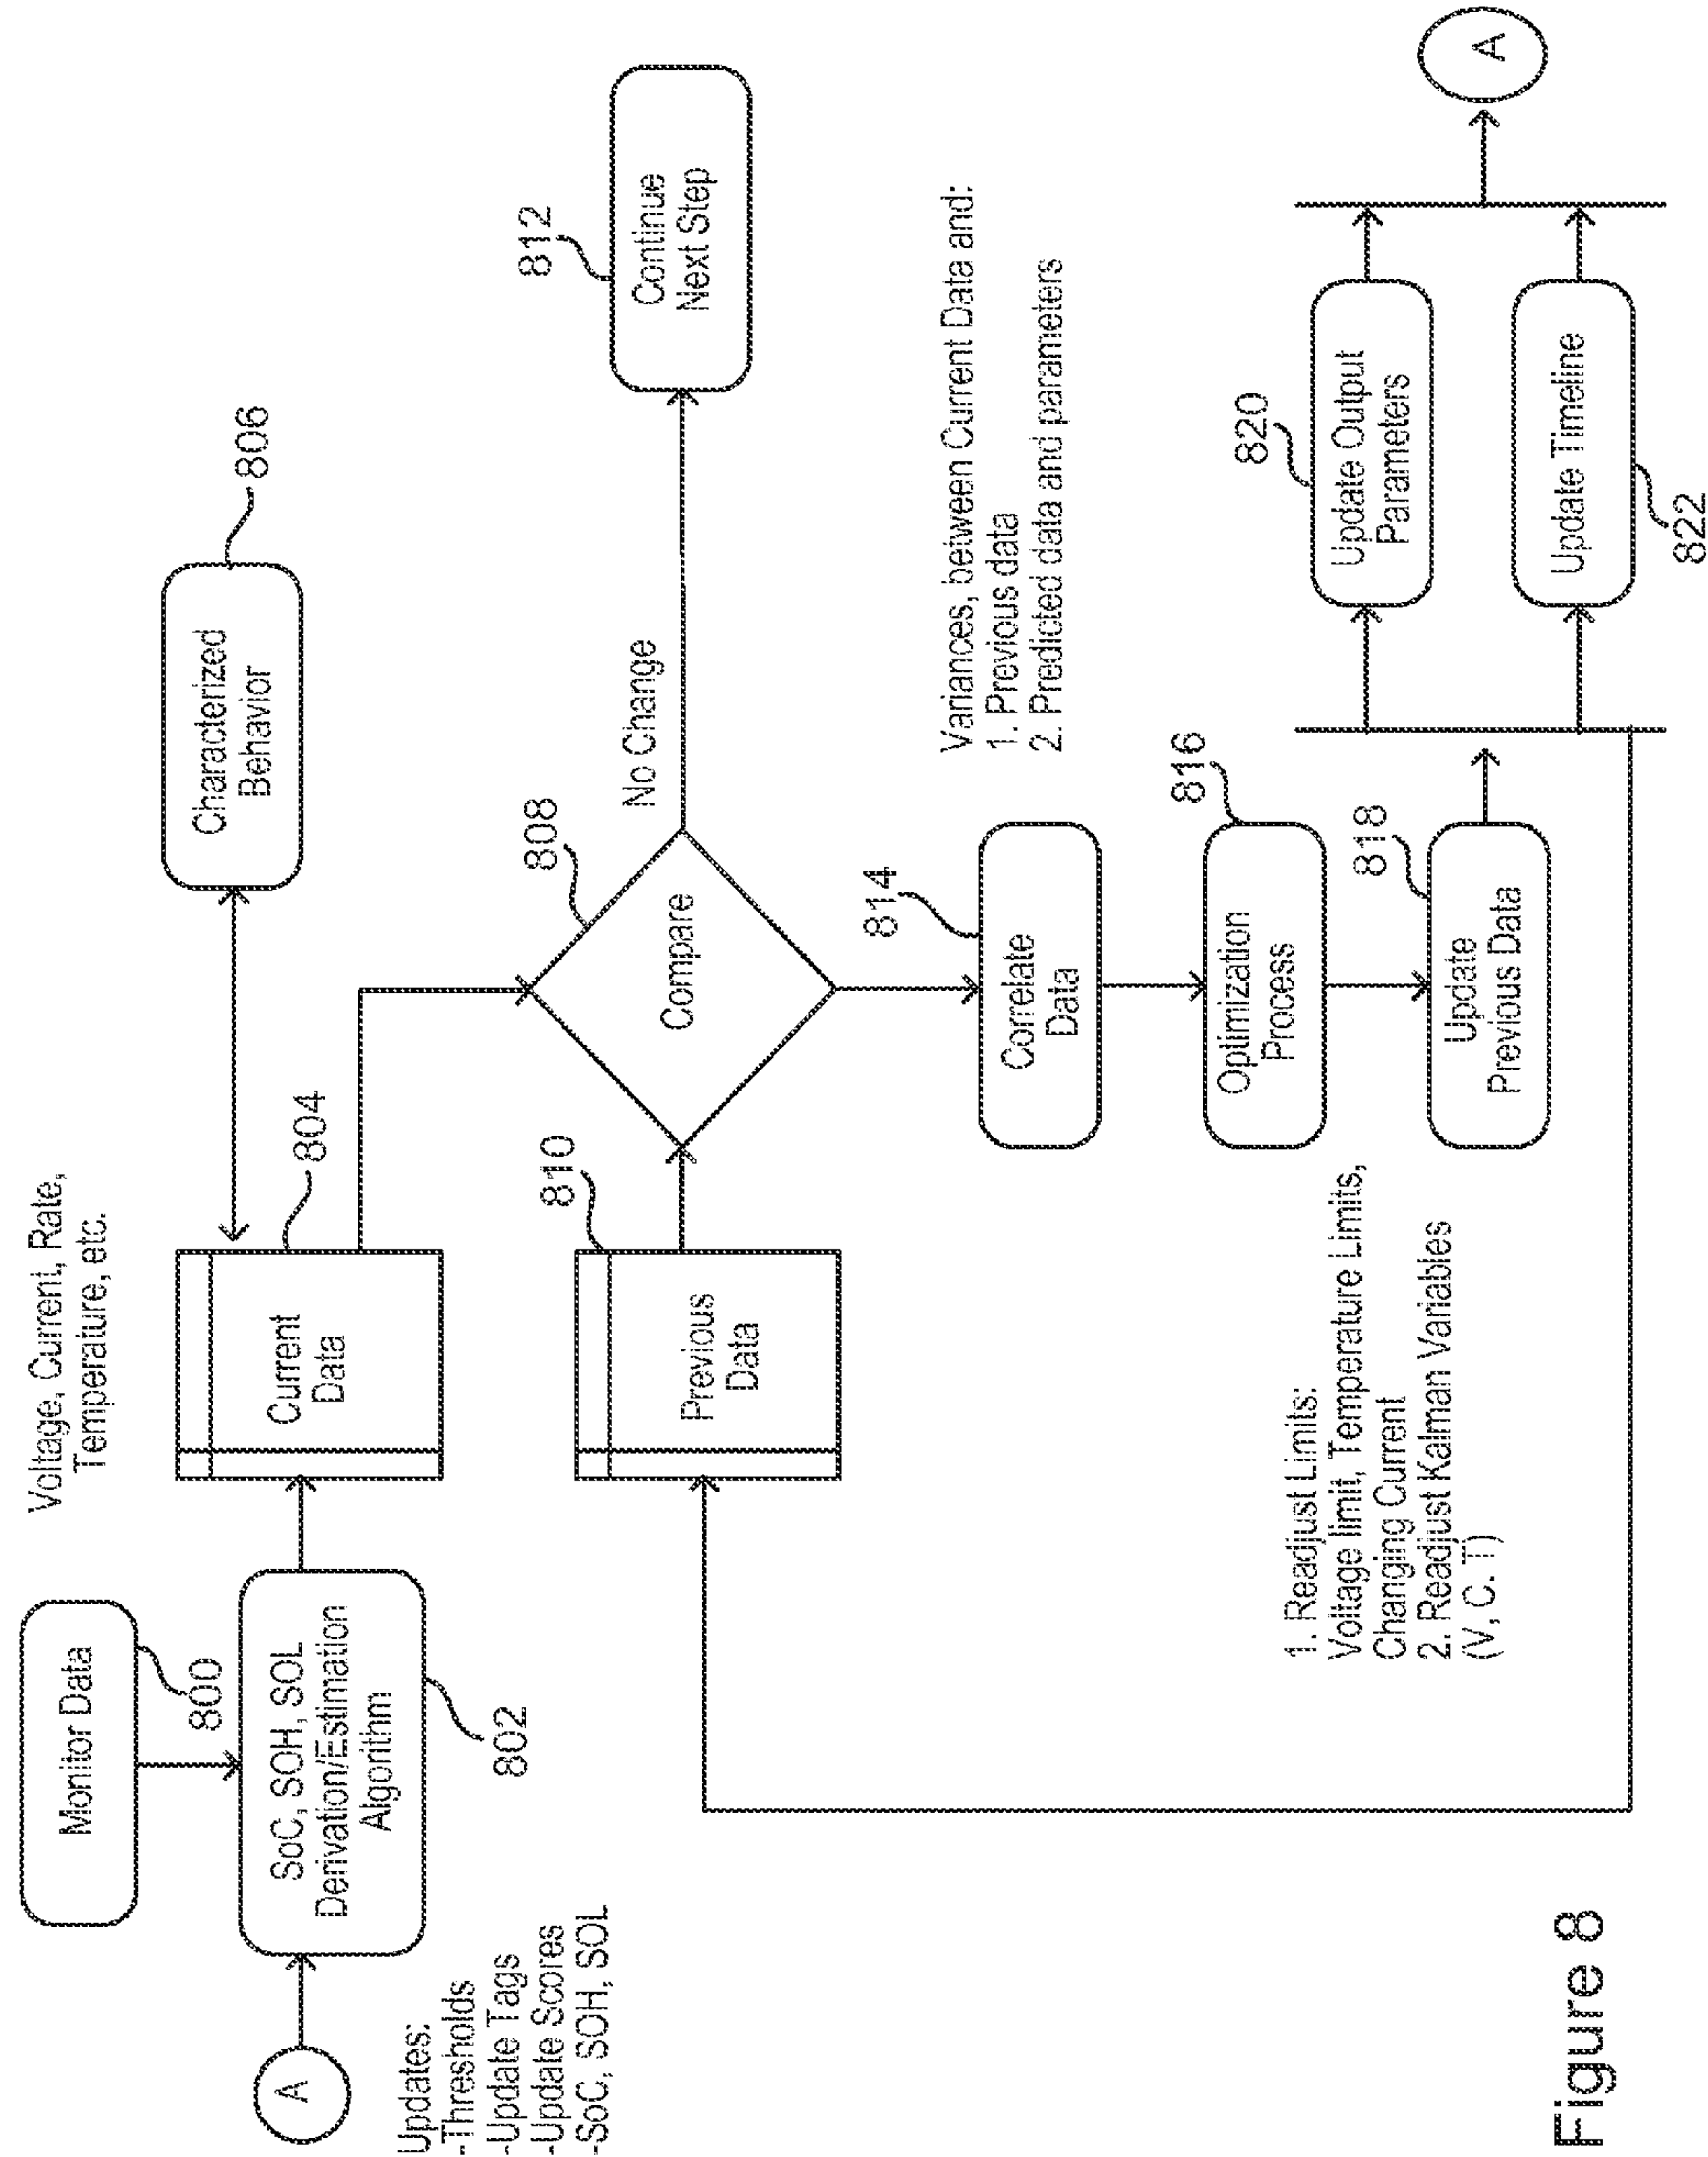 Monitor Data
800
Voltage, Current, Rate,
Temperature, etc.
A
SoC, SOH, SOL
Derivation/Estimation
Algorithm
802
Current
Data
804
Characterized
Behavior
806
Updates:
-Thresholds
-Update Tags
-Update Scores
-SoC, SOH, SOL
Previous
Data
810
Compare
808
No Change
Continue
Next Step
812
Variances, between Current Data and:
1. Previous data
2. Predicted data and parameters
Correlate
Data
814
Optimization
Process
816
1. Readjust Limits:
Voltage limit, Temperature Limits,
Changing Current
2. Readjust Kalman Variables
(V, C. T)
Update
Previous Data
818
Update Output
Parameters
820
Update Timeline
822
A
Figure 8